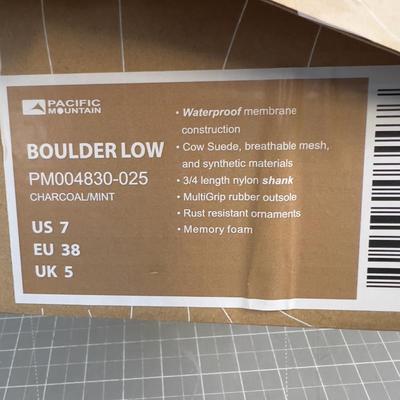 PACIFIC
MOUNTAIN
BOULDER LOW
PM004830-025
CHARCOAL/MINT
US 7
EU 38
UK 5
• Waterproof membrane
construction
• Cow Suede, breathable mesh,
and synthetic materials
• 3/4 length nylon shank
• MultiGrip rubber outsole
• Rust resistant ornaments
• Memory foam